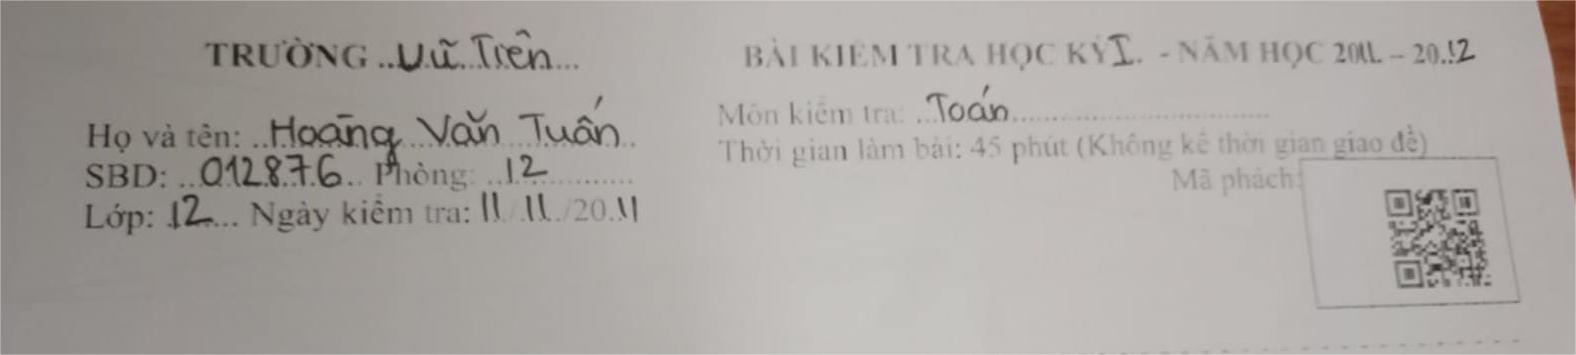 TRƯỜNG ..Vũ Tiên...
Họ và tên: ..Hoàng Văn Tuấn..
SBD: ..012876.. Phòng: ..12..............
Lớp: .12.... Ngày kiểm tra: 11/.11./20.11
BÀI KIỂM TRA HỌC KỲ I. - NĂM HỌC 2011. – 20..12
Môn kiểm tra: ...Toán..............................
Thời gian làm bài: 45 phút (Không kể thời gian giao đề)
Mã phách: